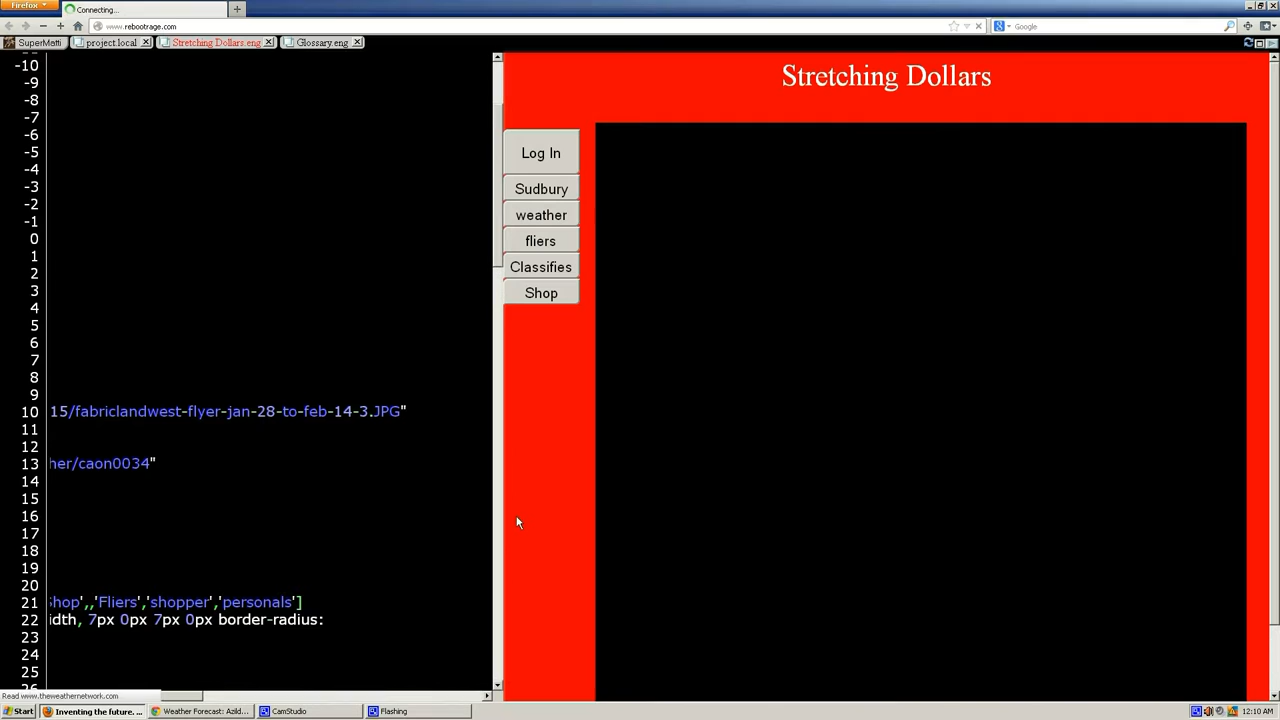 Firefox
Connecting...
www.rebootrage.com
Google
SuperMatti
project.local
Stretching Dollars.eng
Glossary.eng
-10
-9
-8
-7
-6
-5
-4
-3
-2
-1
0
1
2
3
4
5
6
7
8
9
10 15/fabriclandwest-flyer-jan-28-to-feb-14-3.JPG"
11
12
13 her/caon0034"
14
15
16
17
18
19
20
21 Shop',,'Fliers','shopper','personals']
22 idth, 7px 0px 7px 0px border-radius:
23
24
25
26
Stretching Dollars
Log In
Sudbury
weather
fliers
Classifies
Shop
Read www.theweathernetwork.com
Start
Inventing the future. ...
Weather Forecast: Azild...
CamStudio
Flashing
12:10 AM